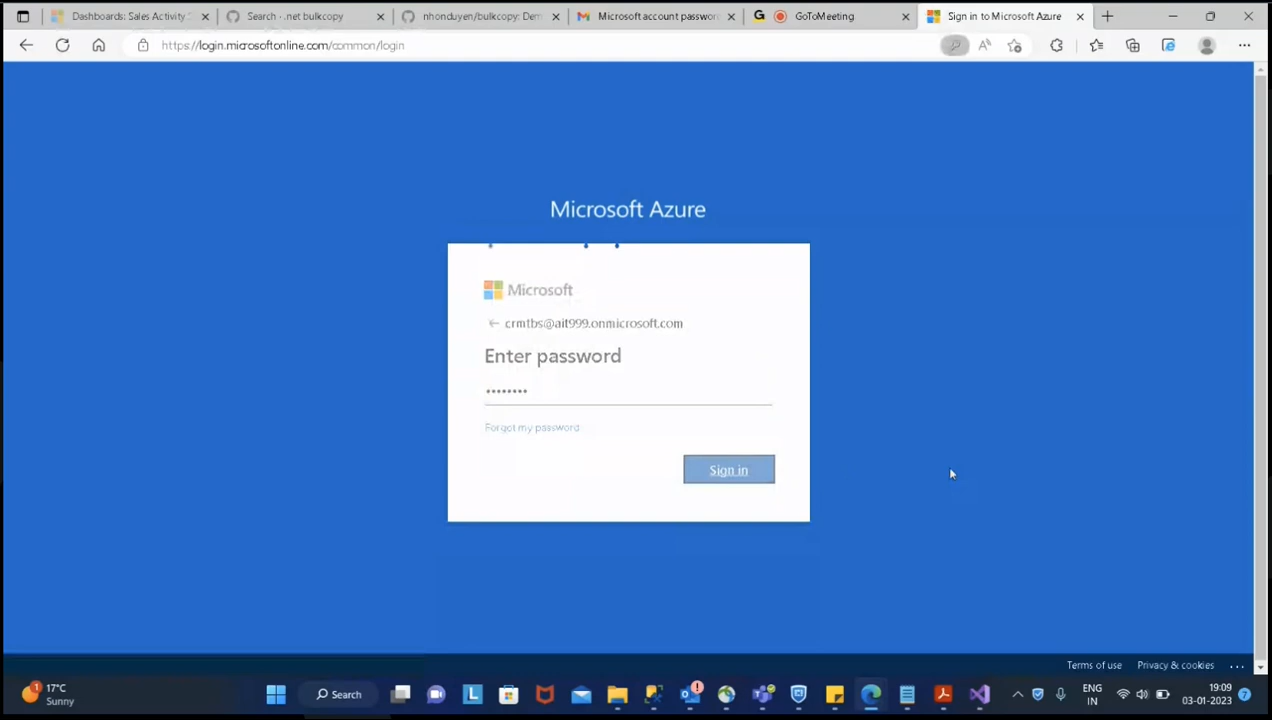 Dashboards: Sales Activity
Search · .net bulkcopy
nhonduyen/bulkcopy: Dem
Microsoft account passwor
GoToMeeting
Sign in to Microsoft Azure
https://login.microsoftonline.com/common/login
Microsoft Azure
Microsoft
crmtbs@ait999.onmicrosoft.com
Enter password
••••••••
Forgot my password
Sign in
Terms of use
Privacy & cookies
17°C
Sunny
Search
ENG
IN
19:09
03-01-2023